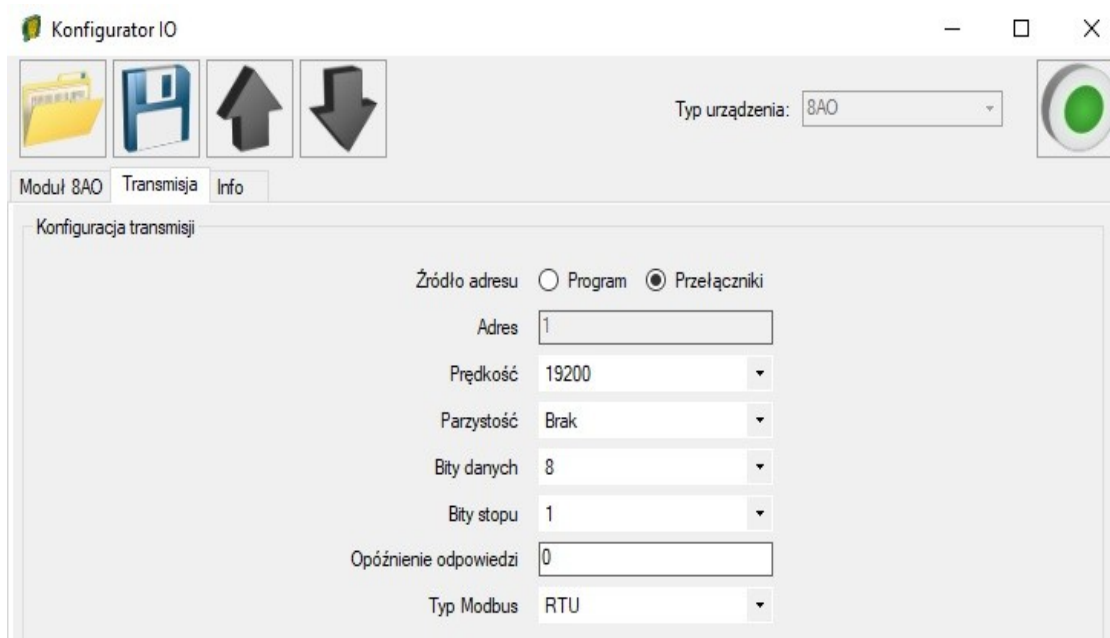 Konfigurator IO
Typ urządzenia: 8AO
Moduł 8AO Transmisja Info
Konfiguracja transmisji
Źródło adresu Program Przełączniki
Adres 1
Prędkość 19200
Parzystość Brak
Bity danych 8
Bity stopu 1
Opóźnienie odpowiedzi 0
Typ Modbus RTU